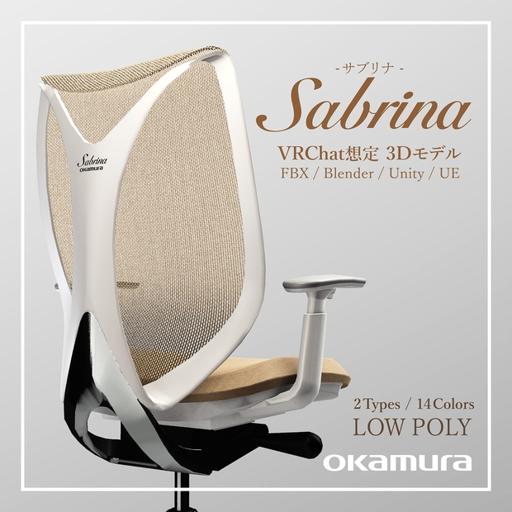 - サブリナ -
Sabrina
VRChat想定 3Dモデル
FBX / Blender / Unity / UE
Sabrina
okamura
2 Types / 14 Colors
LOW POLY
okamura